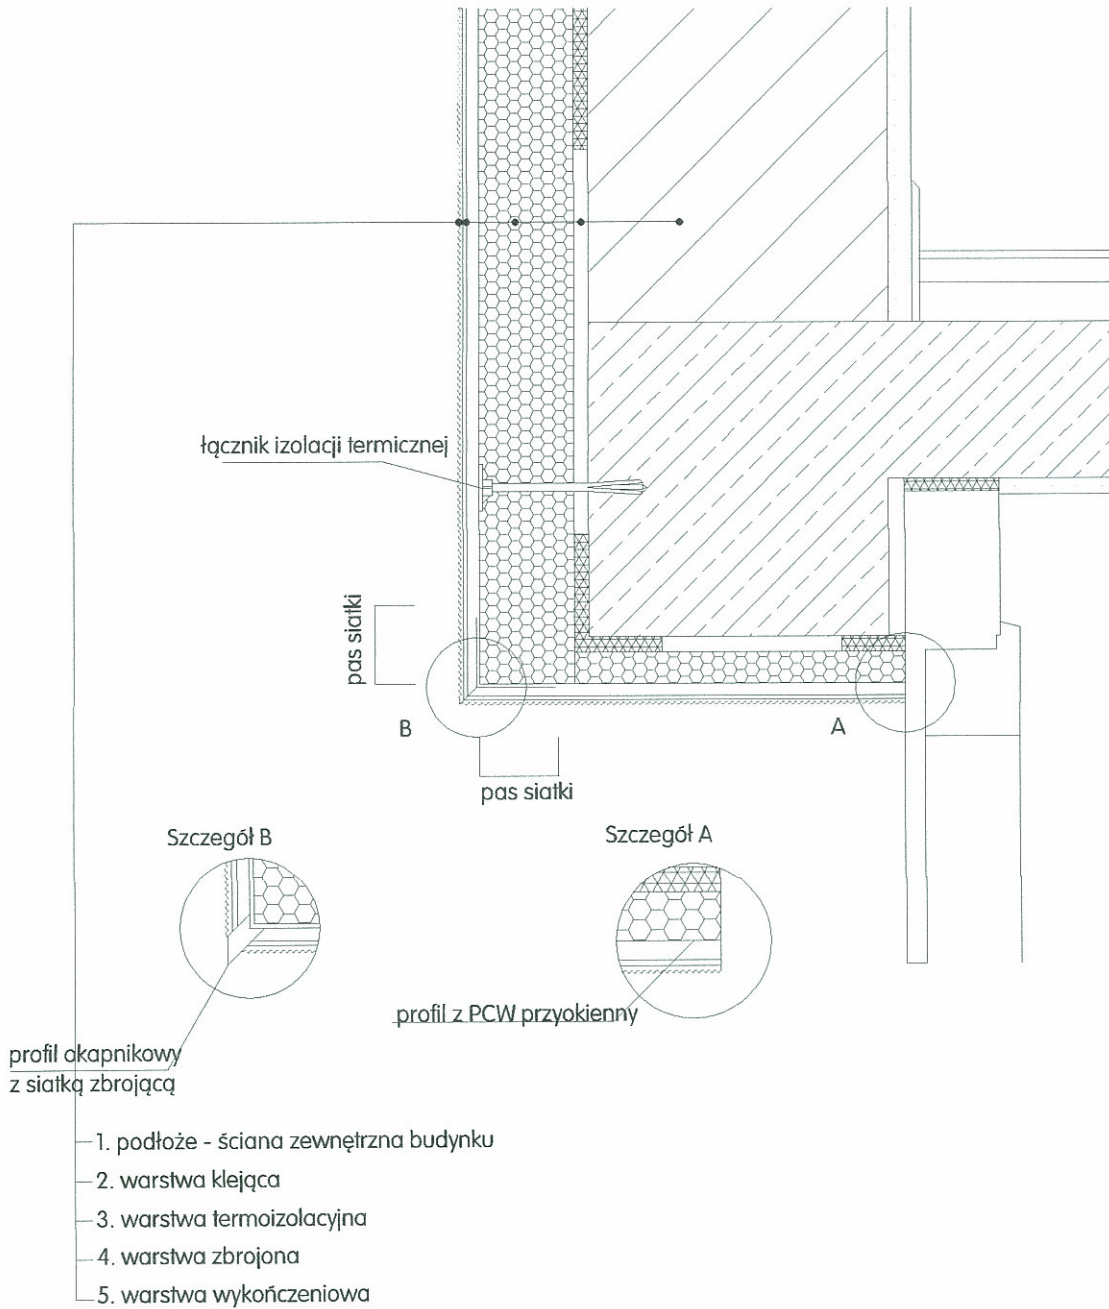 łącznik izolacji termicznej
pas siatki
B
A
pas siatki
Szczegół B
Szczegół A
profil z PCW przyokienny
profil okapnikowy
z siatką zbrojącą
1. podłoże - ściana zewnętrzna budynku
2. warstwa klejąca
3. warstwa termoizolacyjna
4. warstwa zbrojona
5. warstwa wykończeniowa